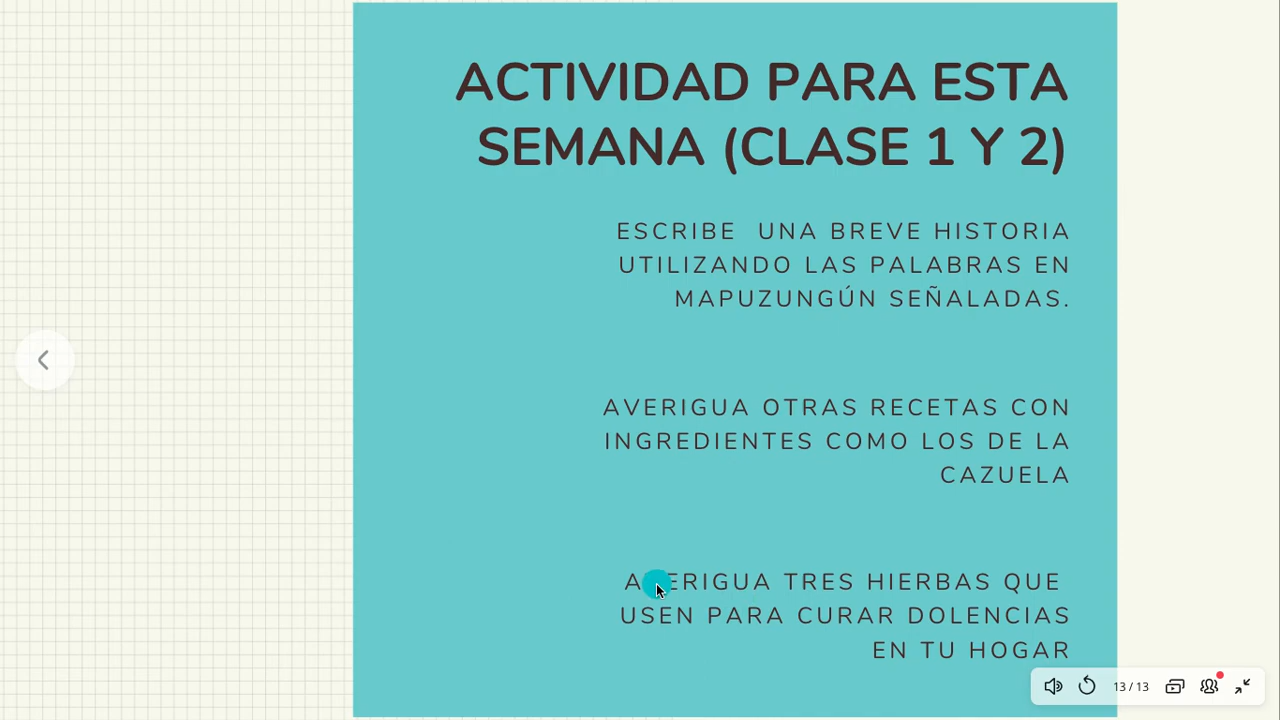 ACTIVIDAD PARA ESTA
SEMANA (CLASE 1 Y 2)
ESCRIBE UNA BREVE HISTORIA
UTILIZANDO LAS PALABRAS EN
MAPUZUNGÚN SEÑALADAS.
AVERIGUA OTRAS RECETAS CON
INGREDIENTES COMO LOS DE LA
CAZUELA
AVERIGUA TRES HIERBAS QUE
USEN PARA CURAR DOLENCIAS
EN TU HOGAR
13 / 13